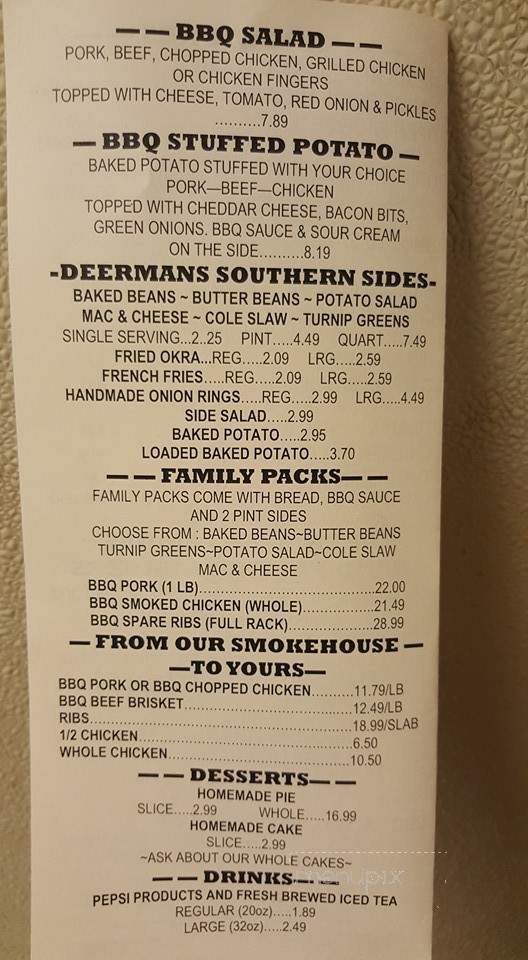 — — BBQ SALAD — —
PORK, BEEF, CHOPPED CHICKEN, GRILLED CHICKEN
OR CHICKEN FINGERS
TOPPED WITH CHEESE, TOMATO, RED ONION & PICKLES
..........7.89
— BBQ STUFFED POTATO —
BAKED POTATO STUFFED WITH YOUR CHOICE
PORK—BEEF—CHICKEN
TOPPED WITH CHEDDAR CHEESE, BACON BITS,
GREEN ONIONS. BBQ SAUCE & SOUR CREAM
ON THE SIDE..........8.19
-DEERMANS SOUTHERN SIDES-
BAKED BEANS ~ BUTTER BEANS ~ POTATO SALAD
MAC & CHEESE ~ COLE SLAW ~ TURNIP GREENS
SINGLE SERVING...2..25 PINT.....4.49 QUART.....7.49
FRIED OKRA...REG.....2.09 LRG.....2.59
FRENCH FRIES.....REG.....2.09 LRG.....2.59
HANDMADE ONION RINGS.....REG.....2.99 LRG.....4.49
SIDE SALAD.....2.99
BAKED POTATO.....2.95
LOADED BAKED POTATO.....3.70
— — FAMILY PACKS— —
FAMILY PACKS COME WITH BREAD, BBQ SAUCE
AND 2 PINT SIDES
CHOOSE FROM : BAKED BEANS~BUTTER BEANS
TURNIP GREENS~POTATO SALAD~COLE SLAW
MAC & CHEESE
BBQ PORK (1 LB)..........................................22.00
BBQ SMOKED CHICKEN (WHOLE).................21.49
BBQ SPARE RIBS (FULL RACK)....................28.99
— FROM OUR SMOKEHOUSE —
—TO YOURS—
BBQ PORK OR BBQ CHOPPED CHICKEN..........11.79/LB
BBQ BEEF BRISKET........................................12.49/LB
RIBS..............................................................18.99/SLAB
1/2 CHICKEN...................................................6.50
WHOLE CHICKEN...........................................10.50
— — DESSERTS— —
HOMEMADE PIE
SLICE.....2.99 WHOLE.....16.99
HOMEMADE CAKE
SLICE.....2.99
~ASK ABOUT OUR WHOLE CAKES~
— — DRINKS— —
menupix
PEPSI PRODUCTS AND FRESH BREWED ICED TEA
REGULAR (20oz).....1.89
LARGE (32oz).....2.49